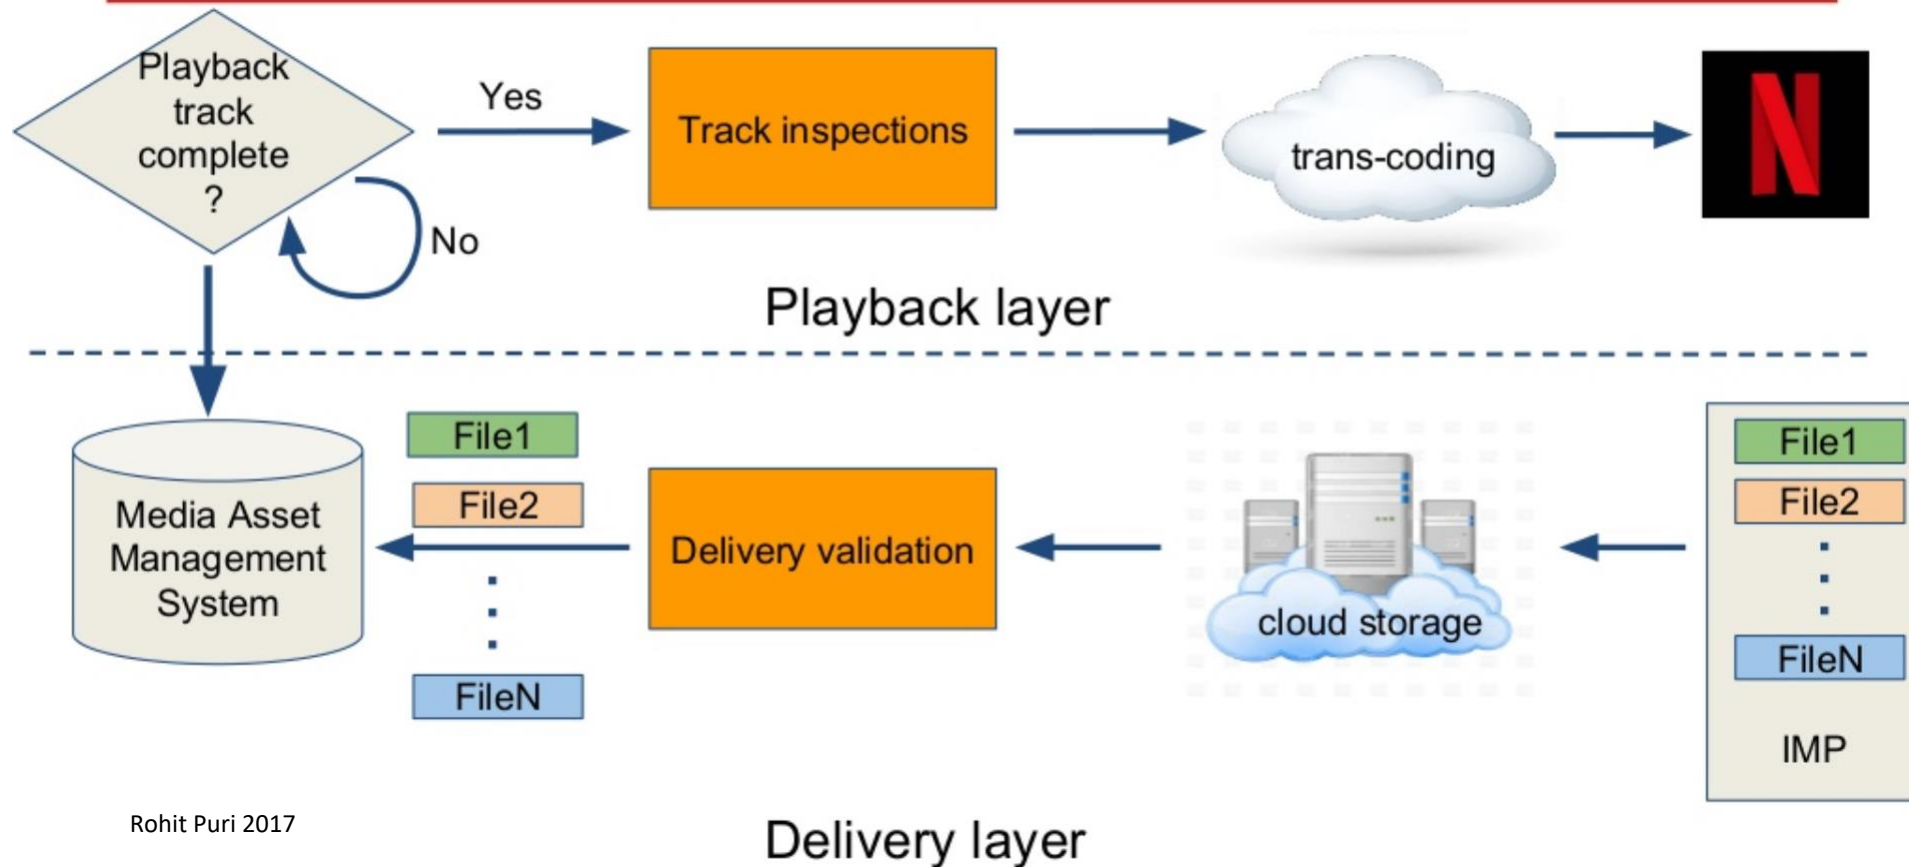 Playback
track
complete
?
Yes
No
Track inspections
trans-coding
N
Playback layer
Media Asset
Management
System
File1
File2
FileN
Delivery validation
cloud storage
File1
File2
FileN
IMP
Rohit Puri 2017
Delivery layer